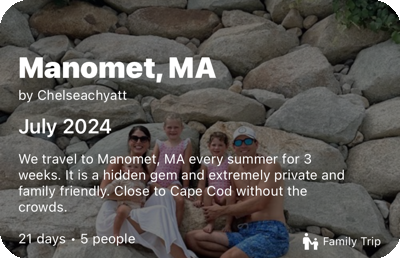 Manomet, MA
by Chelseachyatt
July 2024
We travel to Manomet, MA every summer for 3
weeks. It is a hidden gem and extremely private and
family friendly. Close to Cape Cod without the
crowds.
21 days • 5 people
Family Trip